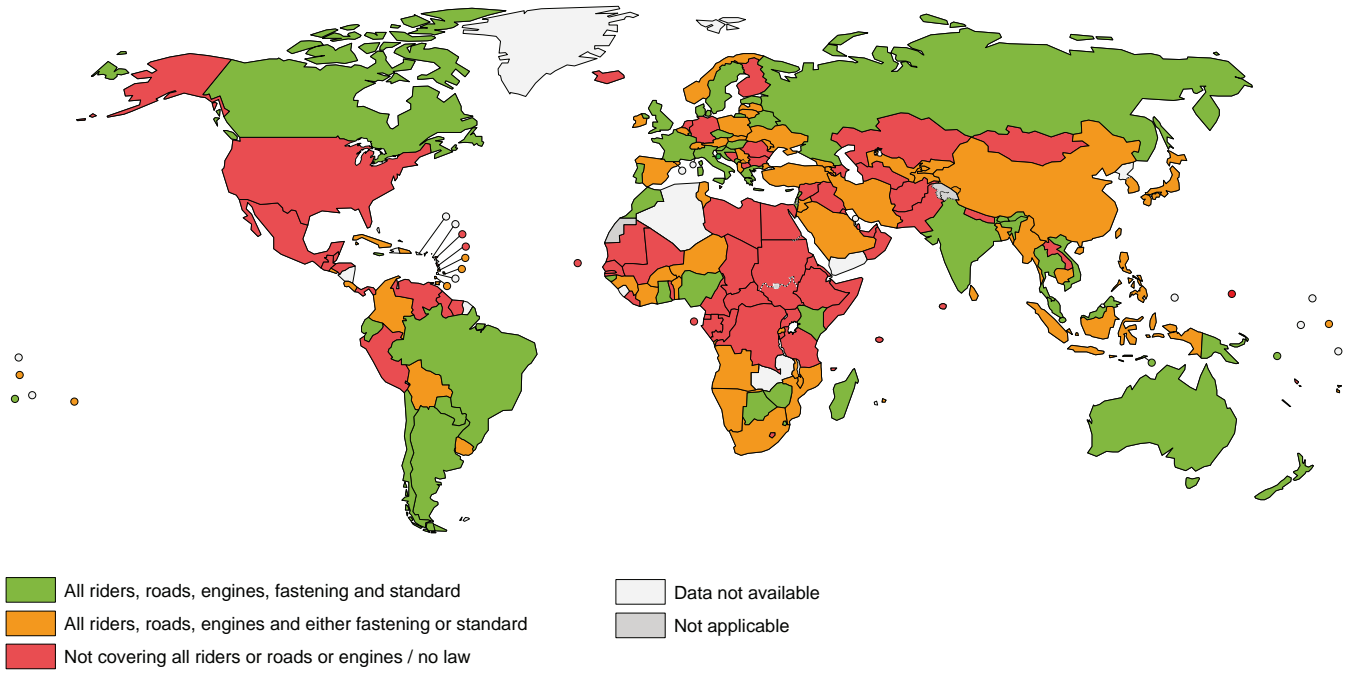 All riders, roads, engines, fastening and standard
All riders, roads, engines and either fastening or standard
Not covering all riders or roads or engines / no law
Data not available
Not applicable